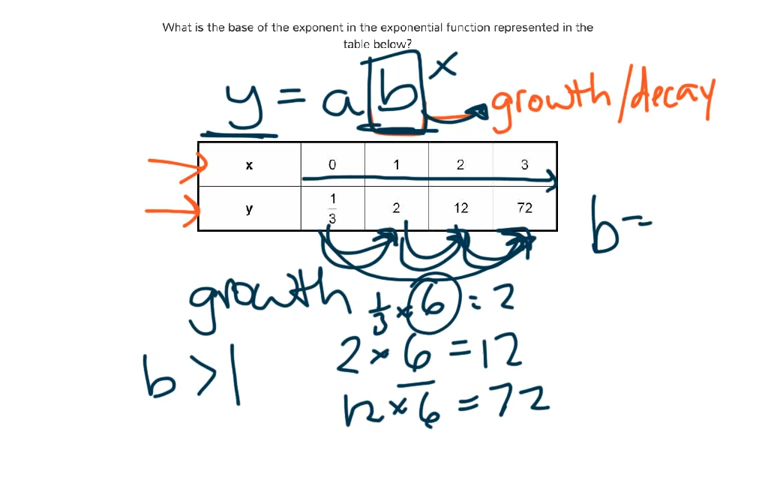 What is the base of the exponent in the exponential function represented in the
table below?
y = a b^x growth/decay
x 0 1 2 3
y 1/3 2 12 72
b=
growth 1/3 × 6 = 2
2 × 6 = 12
b > 1
12 × 6 = 72